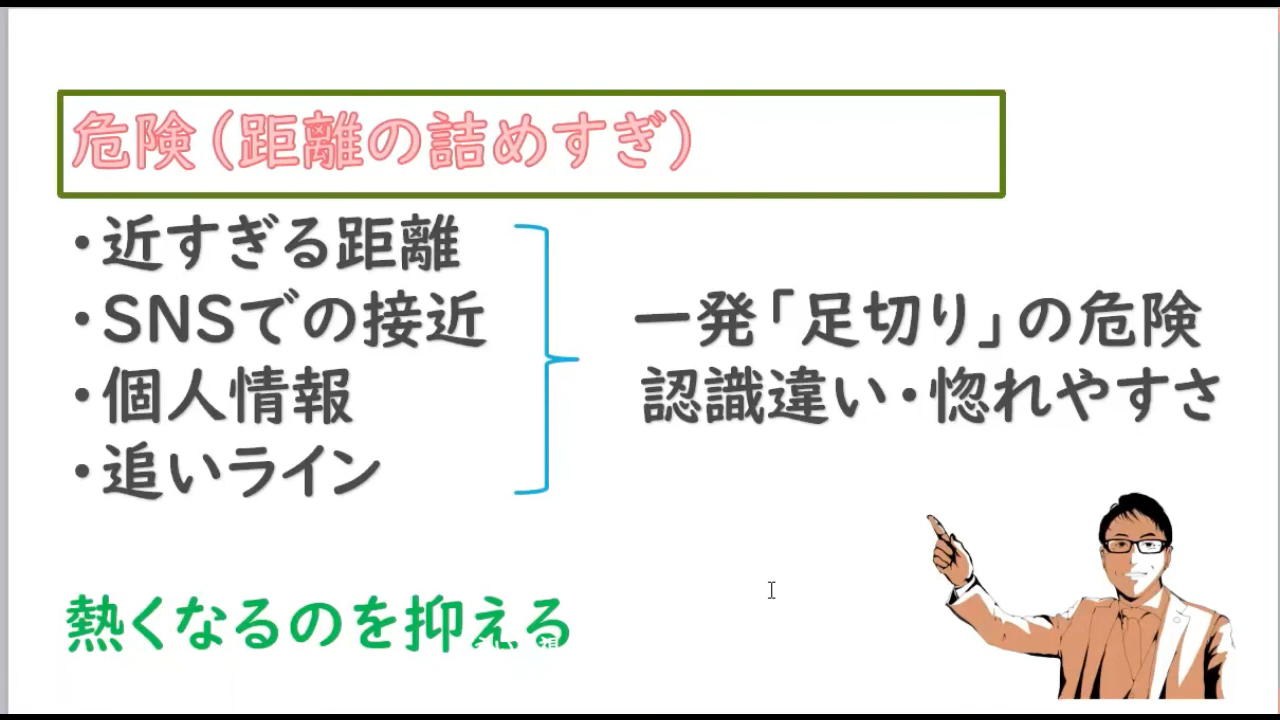 危険（距離の詰めすぎ）
・近すぎる距離
・SNSでの接近
・個人情報
・追いライン
一発「足切り」の危険
認識違い・惚れやすさ
熱くなるのを抑える